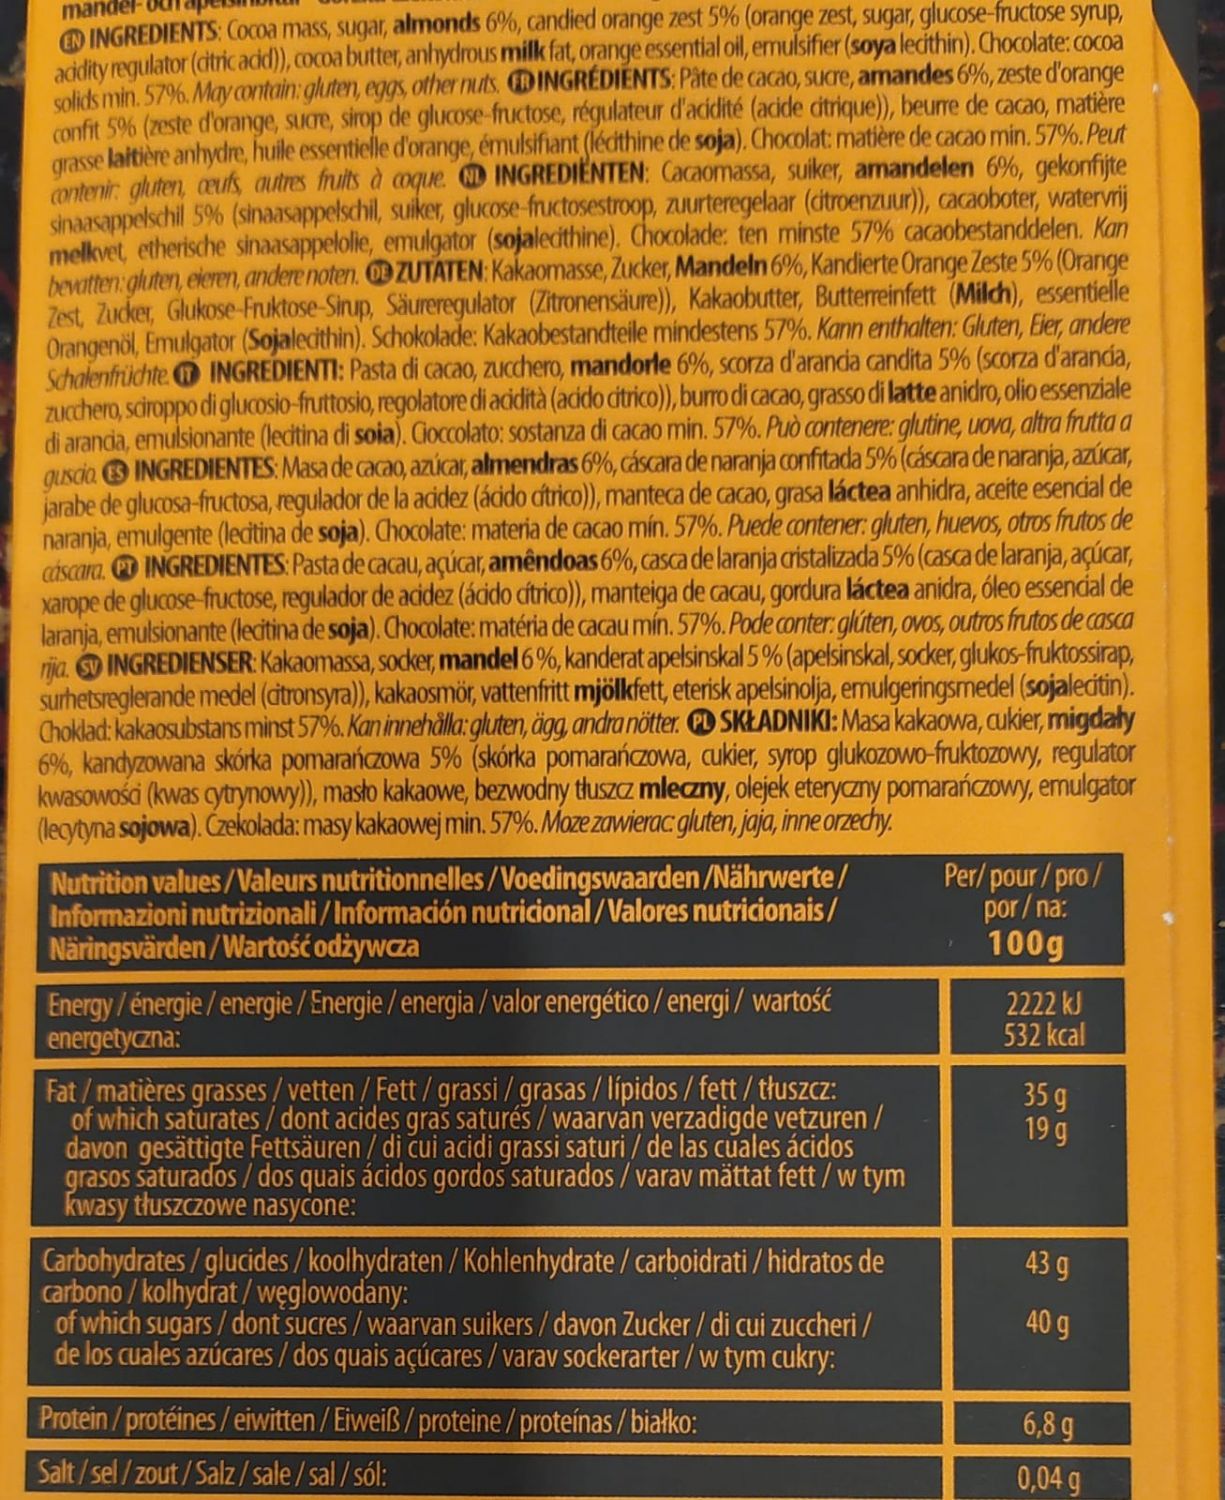 mandel- och apelsinbitar
EN INGREDIENTS: Cocoa mass, sugar, almonds 6%, candied orange zest 5% (orange zest, sugar, glucose-fructose syrup,
acidity regulator (citric acid)), cocoa butter, anhydrous milk fat, orange essential oil, emulsifier (soya lecithin). Chocolate: cocoa
solids min. 57%. May contain: gluten, eggs, other nuts. FR INGRÉDIENTS: Pâte de cacao, sucre, amandes 6%, zeste d'orange
confit 5% (zeste d'orange, sucre, sirop de glucose-fructose, régulateur d'acidité (acide citrique)), beurre de cacao, matière
grasse laitière anhydre, huile essentielle d'orange, émulsifiant (lécithine de soja). Chocolat: matière de cacao min. 57%. Peut
contenir: gluten, œufs, autres fruits à coque. NL INGREDIËNTEN: Cacaomassa, suiker, amandelen 6%, gekonfijte
sinaasappelschil 5% (sinaasappelschil, suiker, glucose-fructosestroop, zuurteregelaar (citroenzuur)), cacaoboter, watervrij
melkvet, etherische sinaasappelolie, emulgator (sojalecithine). Chocolade: ten minste 57% cacaobestanddelen. Kan
bevatten: gluten, eieren, andere noten. DE ZUTATEN: Kakaomasse, Zucker, Mandeln 6%, Kandierte Orange Zeste 5% (Orange
Zest, Zucker, Glukose-Fruktose-Sirup, Säureregulator (Zitronensäure)), Kakaobutter, Butterreinfett (Milch), essentielle
Orangenöl, Emulgator (Sojalecithin). Schokolade: Kakaobestandteile mindestens 57%. Kann enthalten: Gluten, Eier, andere
Schalenfrüchte. IT INGREDIENTI: Pasta di cacao, zucchero, mandorle 6%, scorza d'arancia candita 5% (scorza d'arancia,
zucchero, sciroppo di glucosio-fruttosio, regolatore di acidità (acido citrico)), burro di cacao, grasso di latte anidro, olio essenziale
di arancia, emulsionante (lecitina di soia). Cioccolato: sostanza di cacao min. 57%. Può contenere: glutine, uova, altra frutta a
guscio. ES INGREDIENTES: Masa de cacao, azúcar, almendras 6%, cáscara de naranja confitada 5% (cáscara de naranja, azúcar,
jarabe de glucosa-fructosa, regulador de la acidez (ácido cítrico)), manteca de cacao, grasa láctea anhidra, aceite esencial de
naranja, emulgente (lecitina de soja). Chocolate: materia de cacao mín. 57%. Puede contener: gluten, huevos, otros frutos de
cáscara. PT INGREDIENTES: Pasta de cacau, açúcar, amêndoas 6%, casca de laranja cristalizada 5% (casca de laranja, açúcar,
xarope de glucose-fructose, regulador de acidez (ácido cítrico)), manteiga de cacau, gordura láctea anidra, óleo essencial de
laranja, emulsionante (lecitina de soja). Chocolate: matéria de cacau mín. 57%. Pode conter: glúten, ovos, outros frutos de casca
rija. SV INGREDIENSER: Kakaomassa, socker, mandel 6%, kanderat apelsinskal 5% (apelsinskal, socker, glukos-fruktossirap,
surhetsreglerande medel (citronsyra)), kakaosmör, vattenfritt mjölkfett, eterisk apelsinolja, emulgeringsmedel (sojalecitin).
Choklad: kakaosubstans minst 57%. Kan innehålla: gluten, ägg, andra nötter. PL SKŁADNIKI: Masa kakaowa, cukier, migdały
6%, kandyzowana skórka pomarańczowa 5% (skórka pomarańczowa, cukier, syrop glukozowo-fruktozowy, regulator
kwasowości (kwas cytrynowy)), masło kakaowe, bezwodny tłuszcz mleczny, olejek eteryczny pomarańczowy, emulgator
(lecytyna sojowa). Czekolada: masy kakaowej min. 57%. Moze zawierac: gluten, jaja, inne orzechy.
Nutrition values / Valeurs nutritionnelles / Voedingswaarden / Nährwerte /
Informazioni nutrizionali / Información nutricional / Valores nutricionais /
Näringsvärden / Wartość odżywcza
Per / pour / pro /
por / na:
100g
Energy / énergie / energie / Energie / energia / valor energético / energi / wartość
energetyczna:
2222 kJ
532 kcal
Fat / matières grasses / vetten / Fett / grassi / grasas / lípidos / fett / tłuszcz:
35 g
of which saturates / dont acides gras saturés / waarvan verzadigde vetzuren /
19 g
davon gesättigte Fettsäuren / di cui acidi grassi saturi / de las cuales ácidos
grasos saturados / dos quais ácidos gordos saturados / varav mättat fett / w tym
kwasy tłuszczowe nasycone:
Carbohydrates / glucides / koolhydraten / Kohlenhydrate / carboidrati / hidratos de
43 g
carbono / kolhydrat / węglowodany:
of which sugars / dont sucres / waarvan suikers / davon Zucker / di cui zuccheri /
40 g
de los cuales azúcares / dos quais açúcares / varav sockerarter / w tym cukry:
Protein / protéines / eiwitten / Eiweiß / proteine / proteínas / białko:
6,8 g
Salt / sel / zout / Salz / sale / sal / sól:
0,04 g